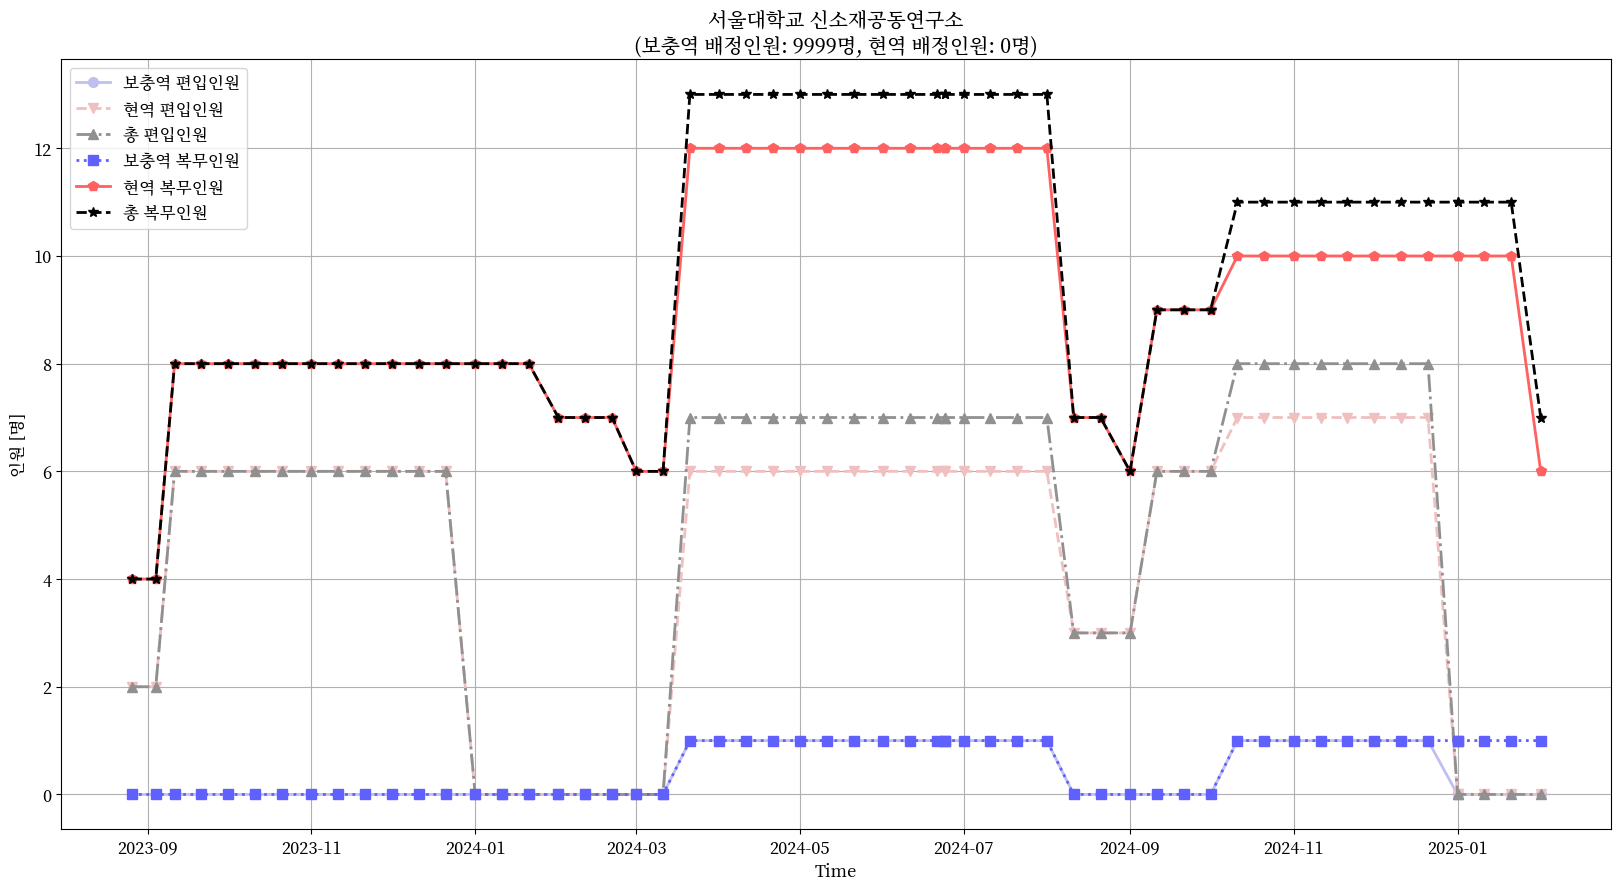 서울대학교 신소재공동연구소
(보충역 배정인원: 9999명, 현역 배정인원: 0명)
보충역 편입인원
현역 편입인원
총 편입인원
보충역 복무인원
현역 복무인원
총 복무인원
인원 [명]
12
10
8
6
4
2
0
2023-09
2023-11
2024-01
2024-03
2024-05
2024-07
2024-09
2024-11
2025-01
Time